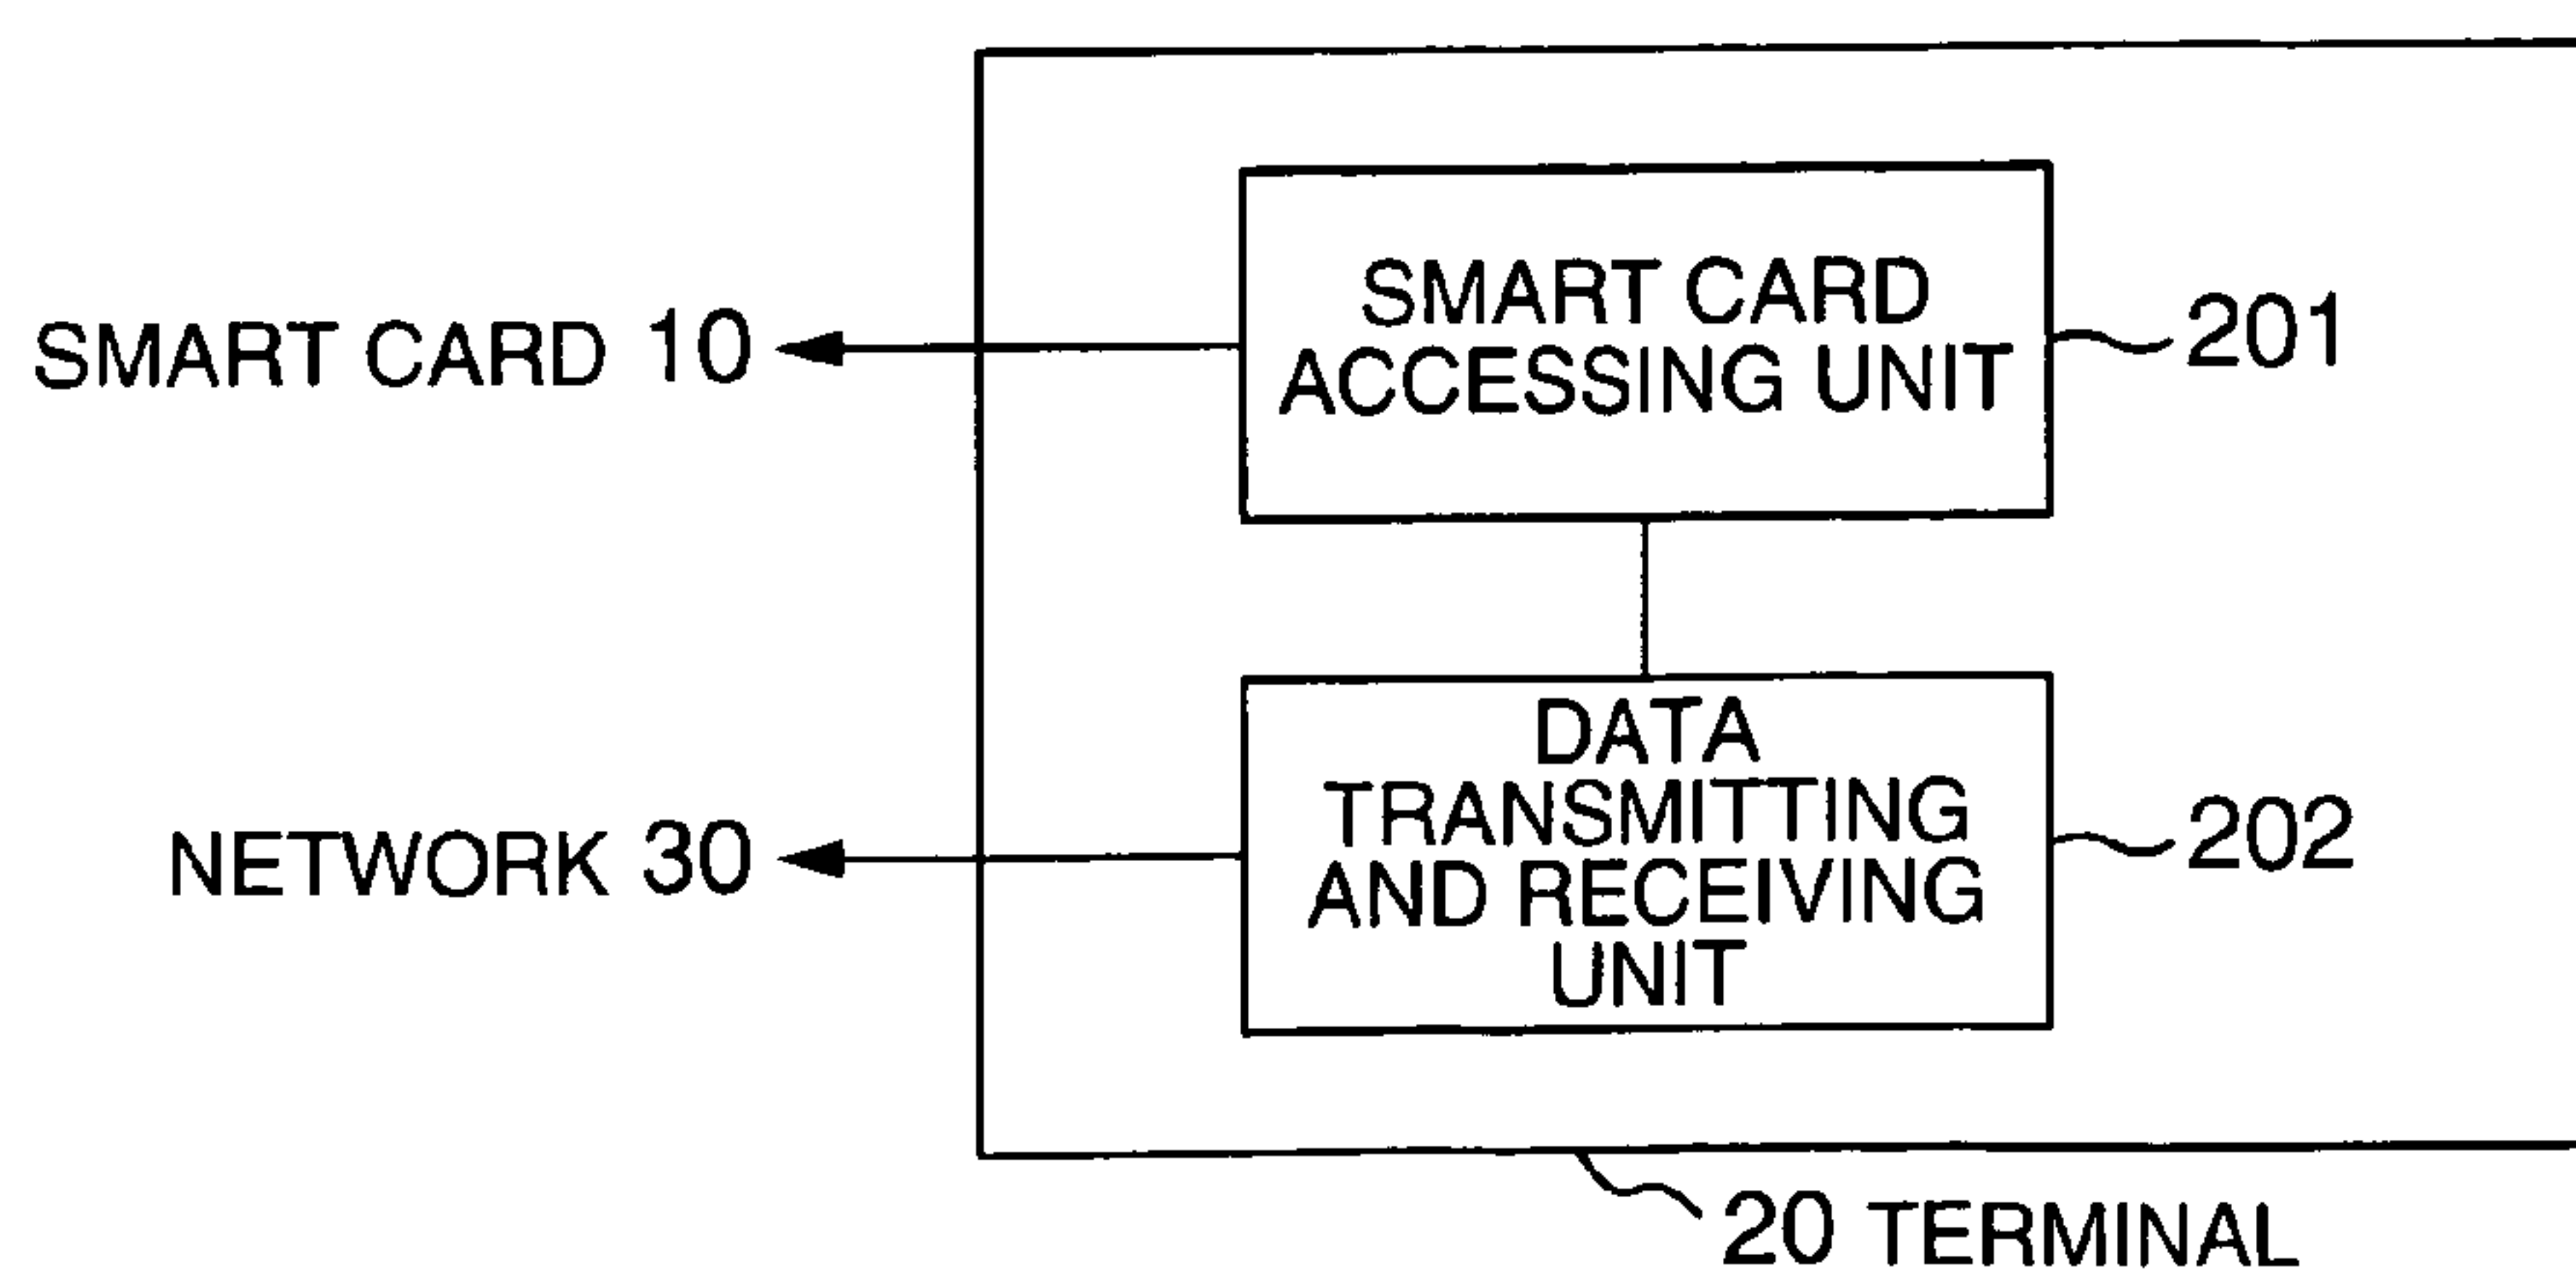 SMART CARD
ACCESSING UNIT
201
SMART CARD 10
DATA
TRANSMITTING
AND RECEIVING
UNIT
202
NETWORK 30
20 TERMINAL